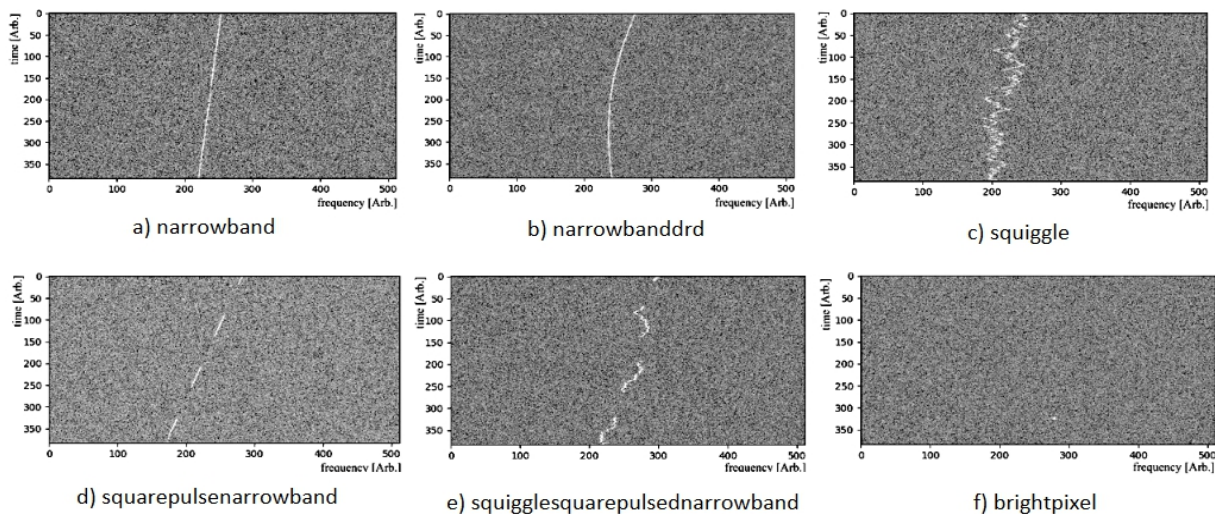 time [Arb.]
0
50
100
150
200
250
300
350
0 100 200 300 400 500
frequency [Arb.]
a) narrowband
time [Arb.]
0
50
100
150
200
250
300
350
0 100 200 300 400 500
frequency [Arb.]
b) narrowbanddrd
time [Arb.]
0
50
100
150
200
250
300
350
0 100 200 300 400 500
frequency [Arb.]
c) squiggle
time [Arb.]
0
50
100
150
200
250
300
350
0 100 200 300 400 500
frequency [Arb.]
d) squarepulsenarrowband
time [Arb.]
0
50
100
150
200
250
300
350
0 100 200 300 400 500
frequency [Arb.]
e) squigglesquarepulsednarrowband
time [Arb.]
0
50
100
150
200
250
300
350
0 100 200 300 400 500
frequency [Arb.]
f) brightpixel